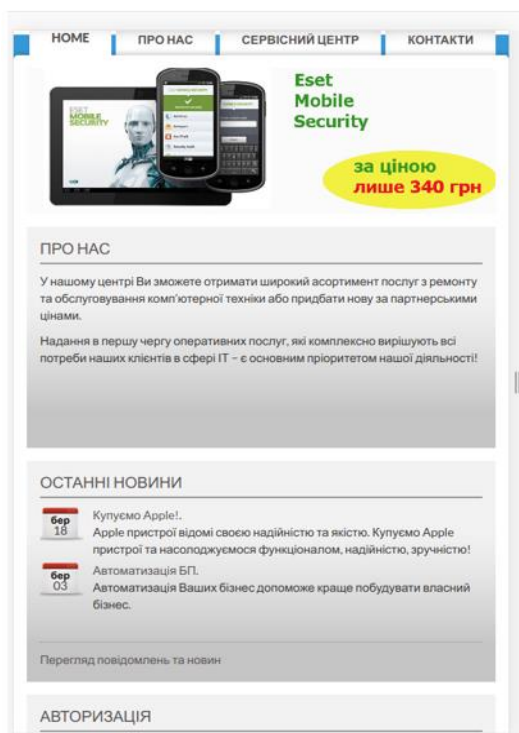 HOME ПРО НАС СЕРВІСНИЙ ЦЕНТР КОНТАКТИ
ESET
MOBILE
SECURITY
Eset
Mobile
Security
за ціною
лише 340 грн
ПРО НАС
У нашому центрі Ви зможете отримати широкий асортимент послуг з ремонту
та обслуговування комп'ютерної техніки або придбати нову за партнерськими
цінами.
Надання в першу чергу оперативних послуг, які комплексно вирішують всі
потреби наших клієнтів в сфері ІТ – є основним пріоритетом нашої діяльності!
ОСТАННІ НОВИНИ
бер
18
Купуємо Apple!.
Apple пристрої відомі своєю надійністю та якістю. Купуємо Apple
пристрої та насолоджуємося функціоналом, надійністю, зручністю!
бер
03
Автоматизація БП.
Автоматизація Ваших бізнес допоможе краще побудувати власний
бізнес.
Перегляд повідомлень та новин
АВТОРИЗАЦІЯ